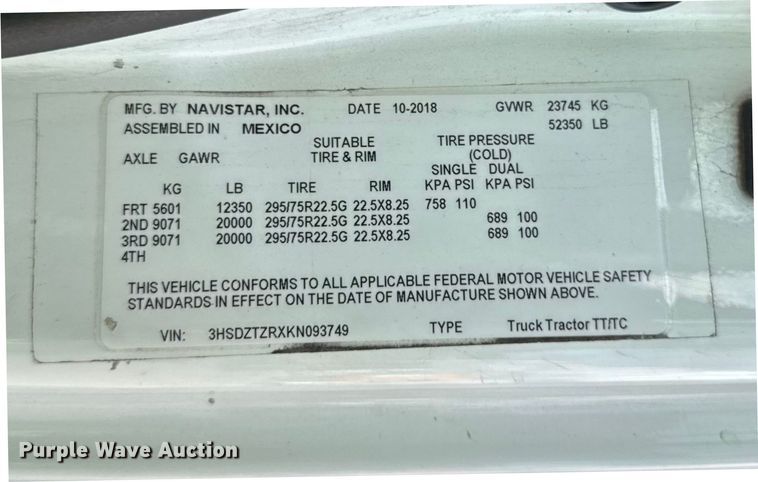 MFG. BY NAVISTAR, INC. DATE 10-2018 GVWR 23745 KG
ASSEMBLED IN MEXICO 52350 LB
SUITABLE TIRE PRESSURE
AXLE GAWR TIRE & RIM (COLD)
SINGLE DUAL
KG LB TIRE RIM KPA PSI KPA PSI
FRT 5601 12350 295/75R22.5G 22.5X8.25 758 110
2ND 9071 20000 295/75R22.5G 22.5X8.25 689 100
3RD 9071 20000 295/75R22.5G 22.5X8.25 689 100
4TH
THIS VEHICLE CONFORMS TO ALL APPLICABLE FEDERAL MOTOR VEHICLE SAFETY
STANDARDS IN EFFECT ON THE DATE OF MANUFACTURE SHOWN ABOVE.
VIN: 3HSDZTZRXKN093749 TYPE Truck Tractor TT/TC
Purple Wave Auction